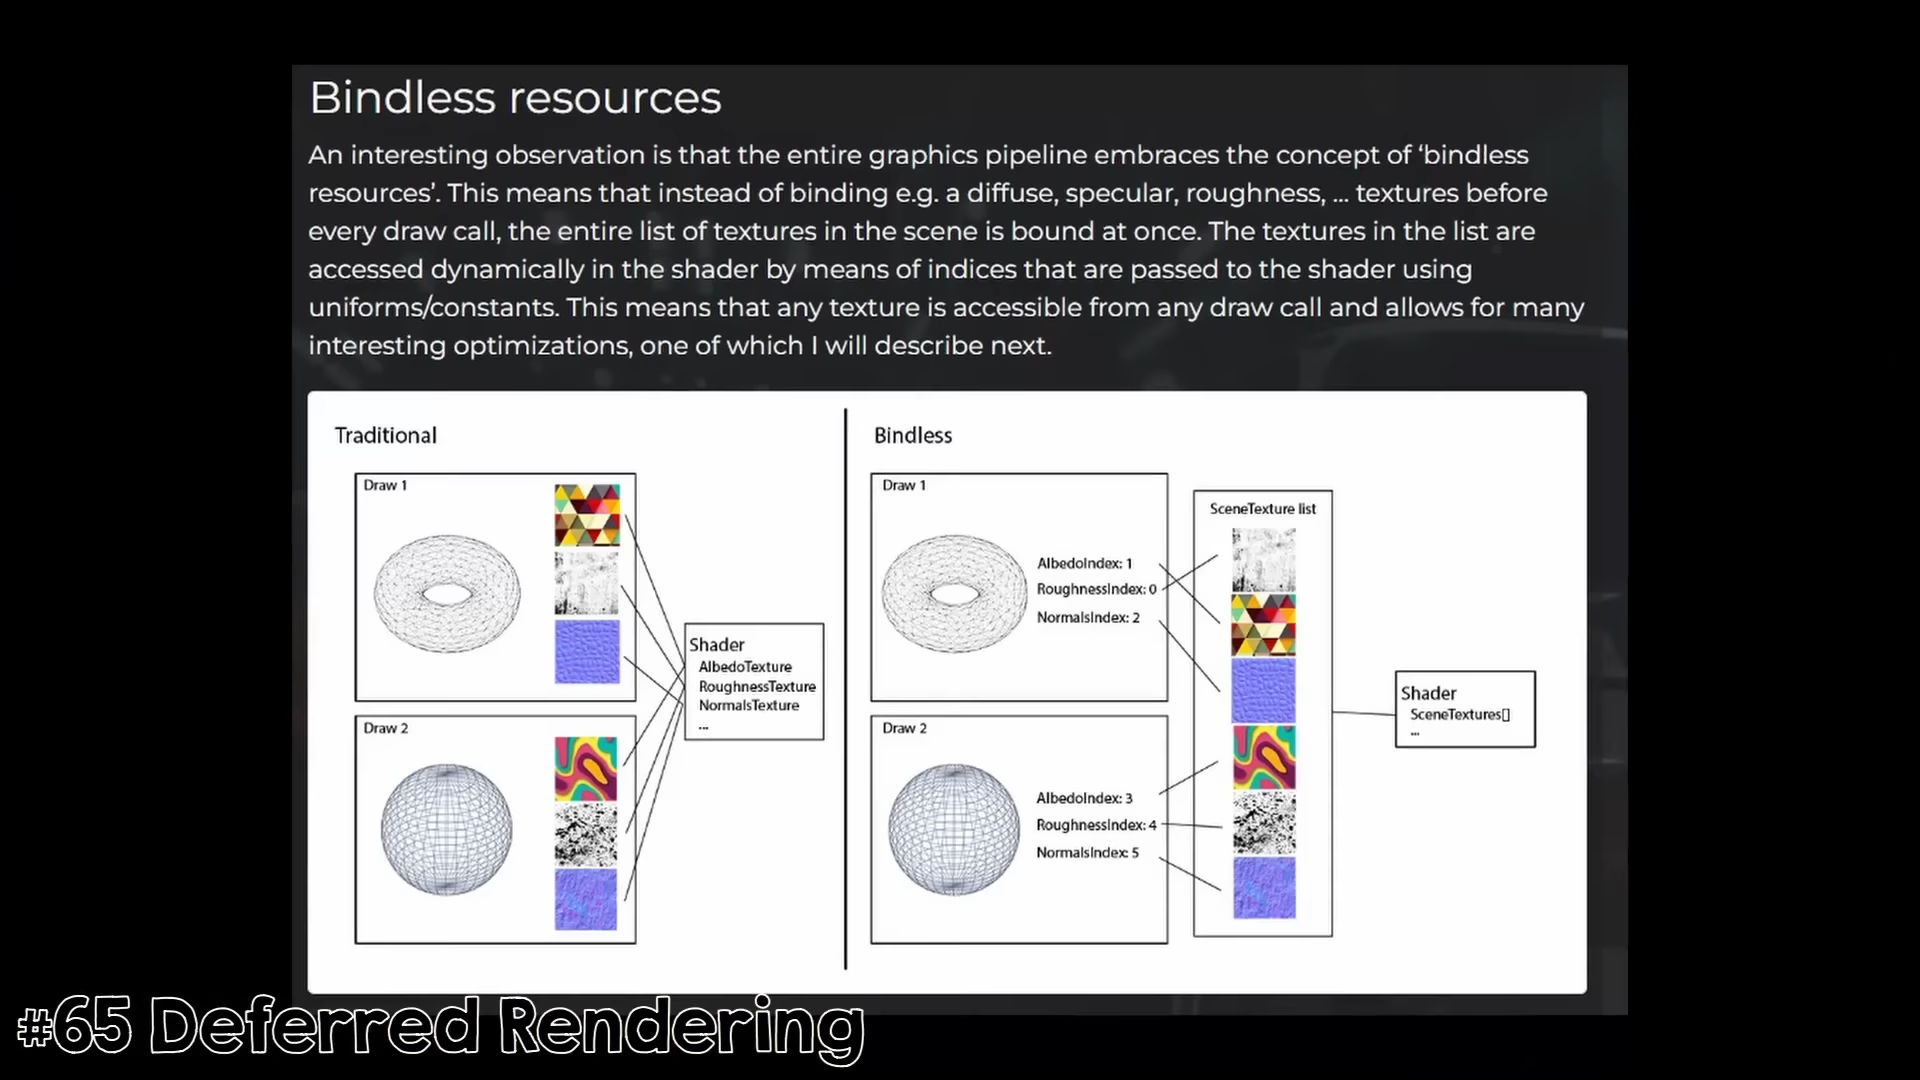 Bindless resources
An interesting observation is that the entire graphics pipeline embraces the concept of ‘bindless
resources’. This means that instead of binding e.g. a diffuse, specular, roughness, ... textures before
every draw call, the entire list of textures in the scene is bound at once. The textures in the list are
accessed dynamically in the shader by means of indices that are passed to the shader using
uniforms/constants. This means that any texture is accessible from any draw call and allows for many
interesting optimizations, one of which I will describe next.
Traditional
Draw 1
Shader
AlbedoTexture
RoughnessTexture
NormalsTexture
...
Draw 2
Bindless
Draw 1
AlbedoIndex: 1
RoughnessIndex: 0
NormalsIndex: 2
Draw 2
AlbedoIndex: 3
RoughnessIndex: 4
NormalsIndex: 5
SceneTexture list
Shader
SceneTextures[]
...
#65 Deferred Rendering